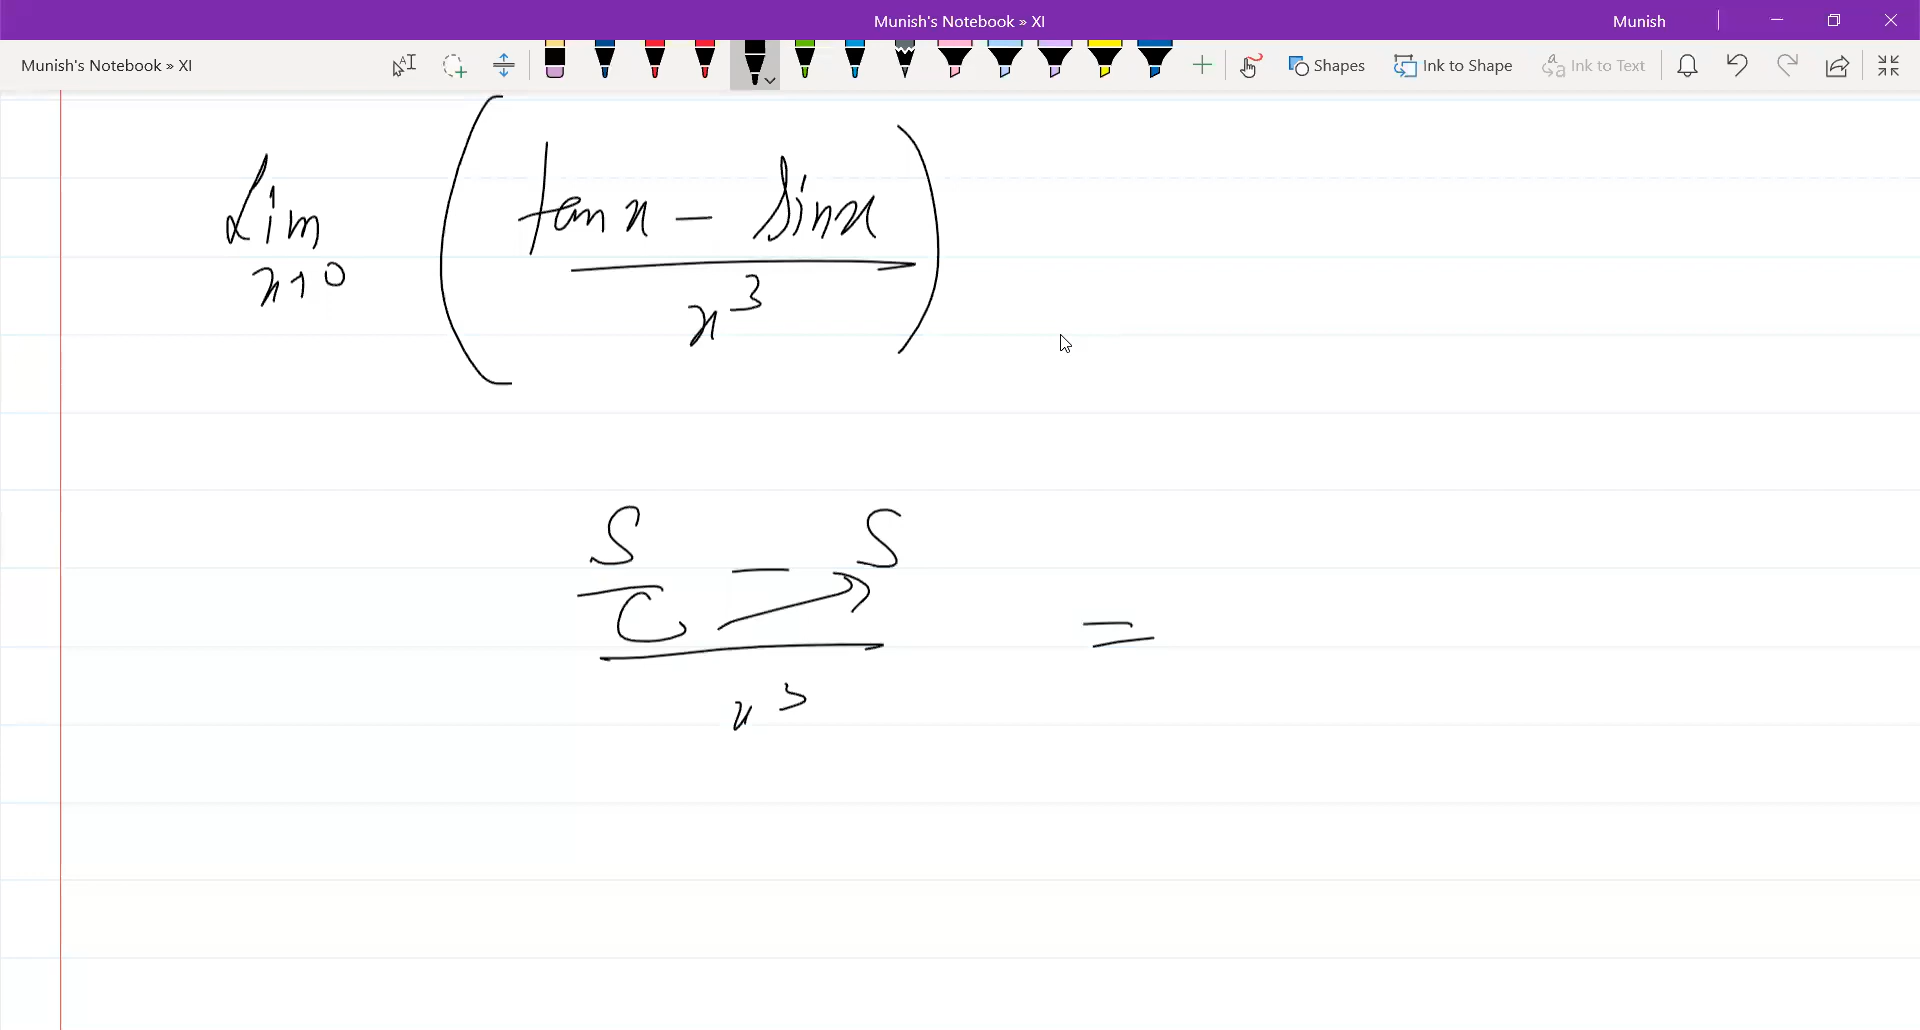 Munish's Notebook » XI
Munish
Munish's Notebook » XI
Shapes
Ink to Shape
Ink to Text
Lim x→0 ( (tan x − sin x) / x³ )
(S/C − S) / x³ =